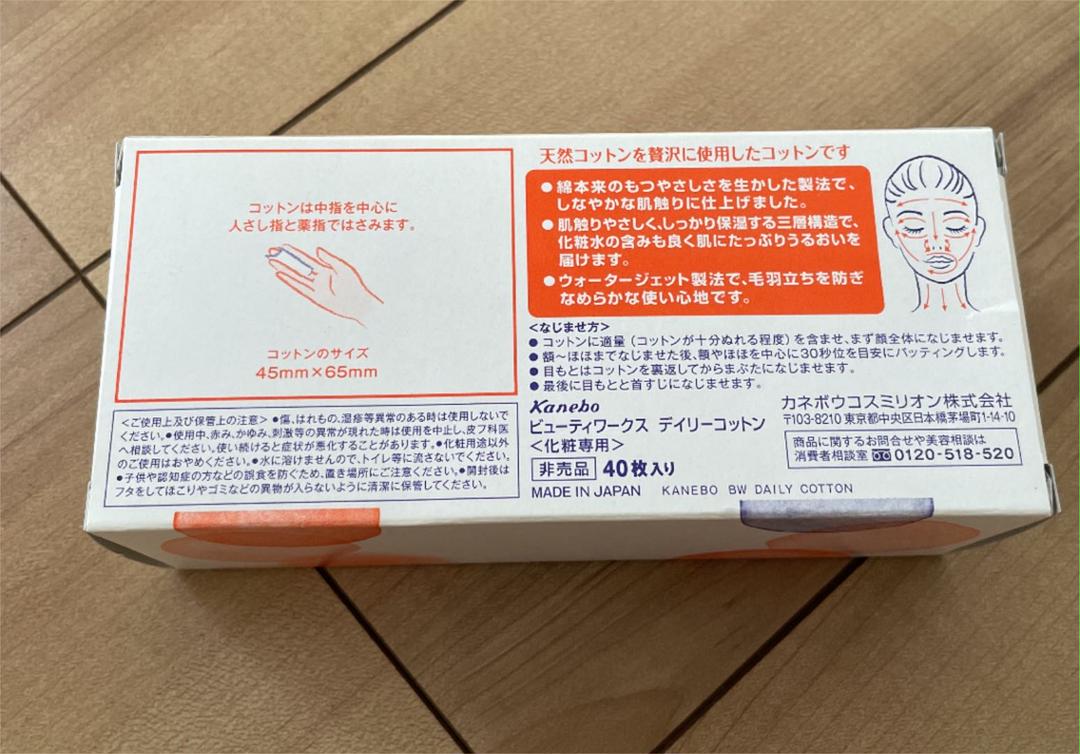 コットンは中指を中心に
人さし指と薬指ではさみます。
コットンのサイズ
45mm×65mm
<ご使用上及び保管上の注意> ●傷、はれもの、湿疹等異常のある時は使用しないで
ください。●使用中、赤み、かゆみ、刺激等の異常が現れた時は使用を中止し、皮フ科医
へ相談してください。使い続けると症状が悪化することがあります。●化粧用途以外
のご使用はおやめください。●水に溶けませんので、トイレ等に流さないでください。
●子供や認知症の方などの誤食を防ぐため、置き場所にご注意ください。●開封後は
フタをしてほこりやゴミなどの異物が入らないように清潔に保管してください。
天然コットンを贅沢に使用したコットンです
●綿本来のもつやさしさを生かした製法で、
しなやかな肌触りに仕上げました。
●肌触りやさしく、しっかり保湿する三層構造で、
化粧水の含みも良く肌にたっぷりうるおいを
届けます。
●ウォータージェット製法で、毛羽立ちを防ぎ
なめらかな使い心地です。
<なじませ方>
●コットンに適量（コットンが十分ぬれる程度）を含ませ、まず顔全体になじませます。
●額〜ほほまでなじませた後、額やほほを中心に30秒位を目安にパッティングします。
●目もとはコットンを裏返してからまぶたになじませます。
●最後に目もとと首すじになじませます。
Kanebo
ビューティワークス デイリーコットン
<化粧専用>
非売品 40枚入り
MADE IN JAPAN KANEBO BW DAILY COTTON
カネボウコスミリオン株式会社
〒103-8210 東京都中央区日本橋茅場町1-14-10
商品に関するお問合せや美容相談は
消費者相談室 0120-518-520